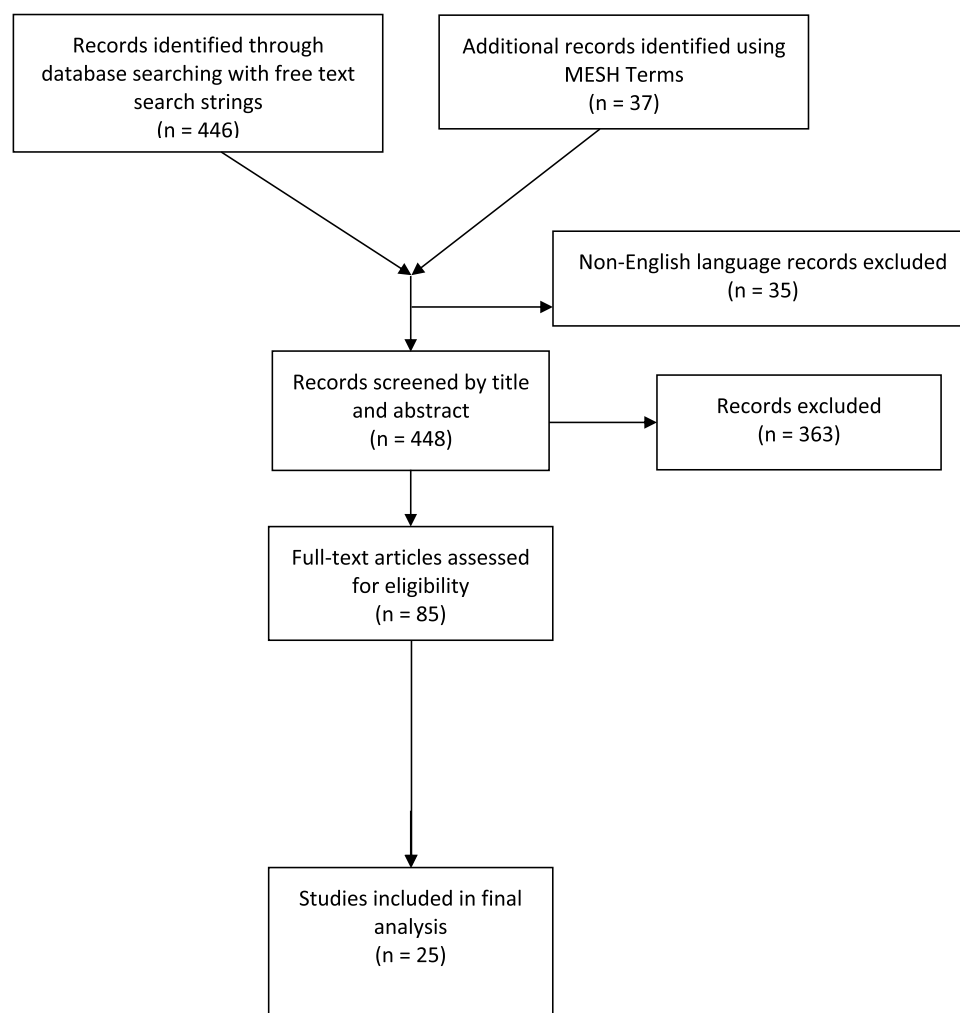 Records identified through
database searching with free text
search strings
(n = 446)
Additional records identified using
MESH Terms
(n = 37)
Non-English language records excluded
(n = 35)
Records screened by title
and abstract
(n = 448)
Records excluded
(n = 363)
Full-text articles assessed
for eligibility
(n = 85)
Studies included in final
analysis
(n = 25)